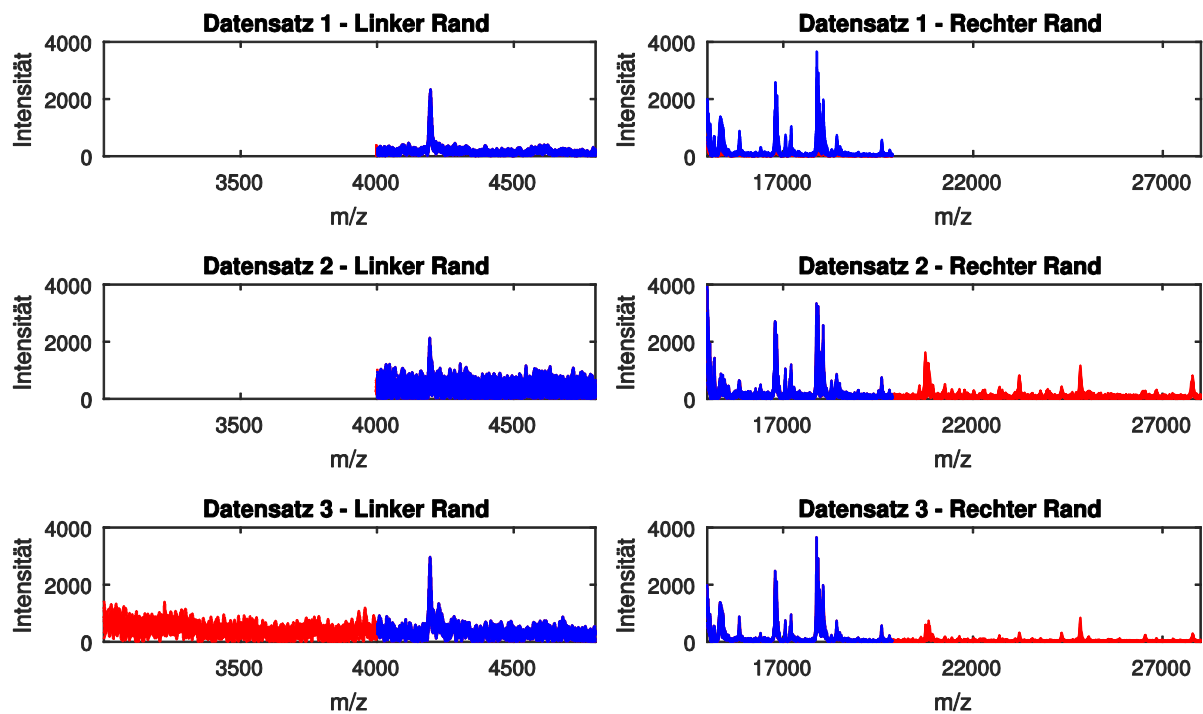 Datensatz 1 - Linker Rand
Intensität
4000
2000
0
3500 4000 4500
m/z
Datensatz 1 - Rechter Rand
Intensität
4000
2000
0
17000 22000 27000
m/z
Datensatz 2 - Linker Rand
Intensität
4000
2000
0
3500 4000 4500
m/z
Datensatz 2 - Rechter Rand
Intensität
4000
2000
0
17000 22000 27000
m/z
Datensatz 3 - Linker Rand
Intensität
4000
2000
0
3500 4000 4500
m/z
Datensatz 3 - Rechter Rand
Intensität
4000
2000
0
17000 22000 27000
m/z